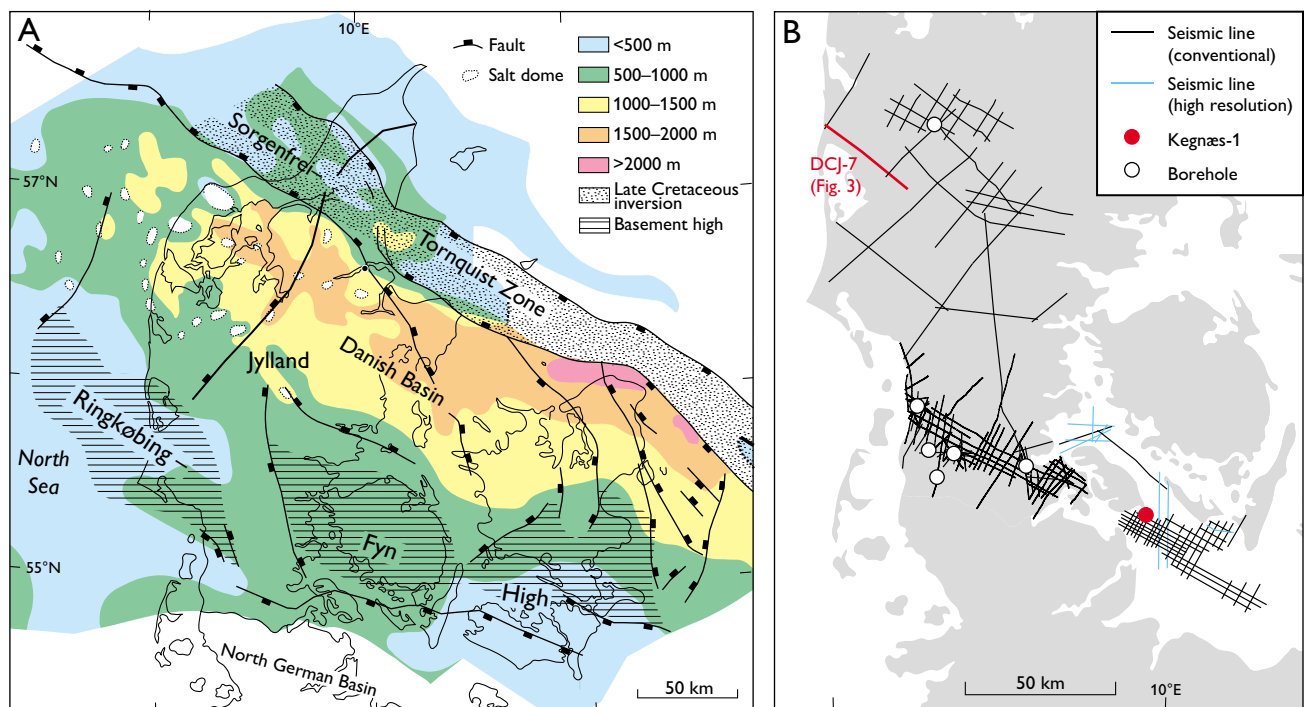 A
10°E
Fault
Salt dome
<500 m
500–1000 m
1000–1500 m
1500–2000 m
>2000 m
Late Cretaceous
inversion
Basement high
57°N
Sorgenfrei–
Tornquist Zone
Jylland
Danish Basin
Ringkøbing–
North
Sea
Fyn
High
55°N
North German Basin
50 km
B
Seismic line
(conventional)
Seismic line
(high resolution)
Kegnæs-1
Borehole
DCJ-7
(Fig. 3)
50 km
10°E